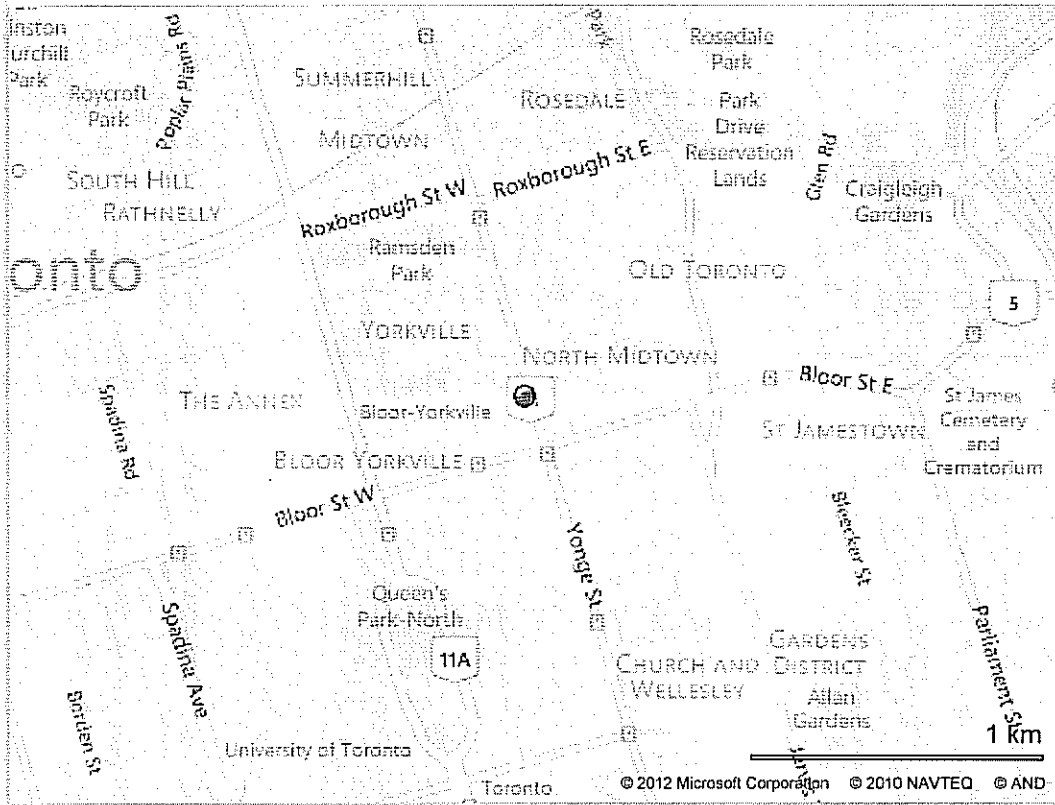 inston
urchill
Park
Roycroft
Park
Poplar Plains Rd
SUMMERHILL
MIDTOWN
ROSEDALE
Rosedale
Park
Park
Drive
Reservation
Lands
Glen Rd
Craigleigh
Gardens
SOUTH HILL
RATHNELLY
Roxborough St W
Roxborough St E
Ramsden
Park
onto
OLD TORONTO
5
YORKVILLE
NORTH MIDTOWN
Bloor St E
Spadina Rd
THE ANNEX
Bloor-Yorkville
ST JAMESTOWN
St James
Cemetery
and
Crematorium
BLOOR YORKVILLE
Bloor St W
Yonge St
Bleecker St
Queen's
Park-North
11A
Spadina Ave
Borden St
GARDENS
DISTRICT
CHURCH AND
WELLESLEY
Allan
Gardens
Parliament St
University of Toronto
Toronto
1 km
© 2012 Microsoft Corporation © 2010 NAVTEQ © AND